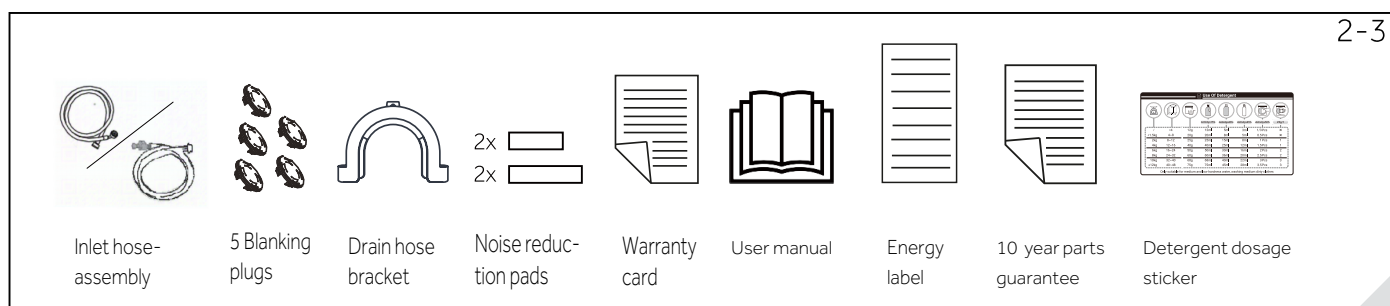 2-3
2x
2x
Use Of Detergent
Inlet hose-
assembly
5 Blanking
plugs
Drain hose
bracket
Noise reduc-
tion pads
Warranty
card
User manual
Energy
label
10 year parts
guarantee
Detergent dosage
sticker